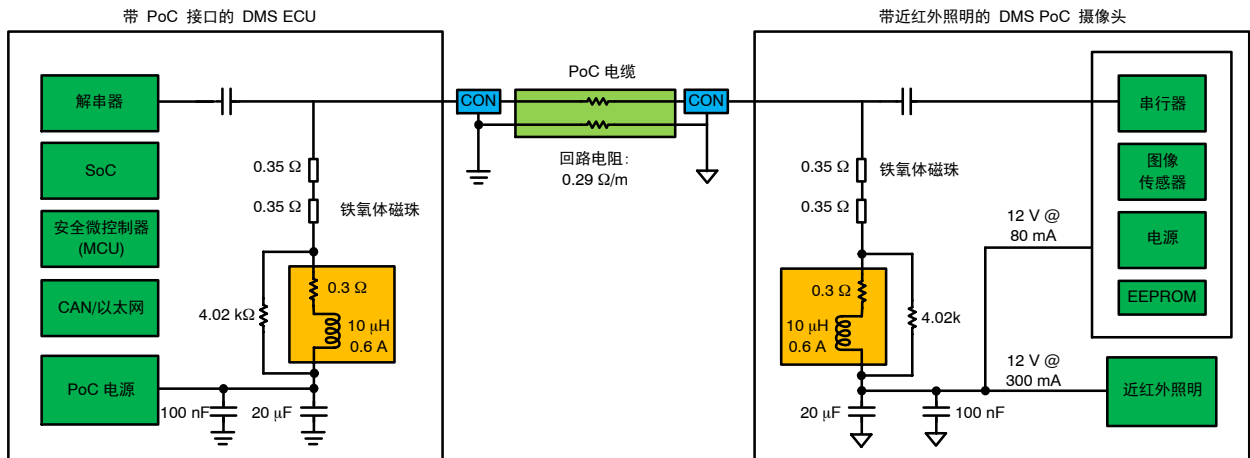 带 PoC 接口的 DMS ECU
解串器
SoC
安全微控制器
(MCU)
CAN/以太网
PoC 电源
0.35 Ω
0.35 Ω
铁氧体磁珠
4.02 kΩ
0.3 Ω
10 μH
0.6 A
100 nF
20 μF
CON
PoC 电缆
CON
回路电阻:
0.29 Ω/m
带近红外照明的 DMS PoC 摄像头
0.35 Ω
铁氧体磁珠
0.35 Ω
0.3 Ω
10 μH
0.6 A
4.02k
20 μF
100 nF
12 V @
80 mA
12 V @
300 mA
串行器
图像
传感器
电源
EEPROM
近红外照明